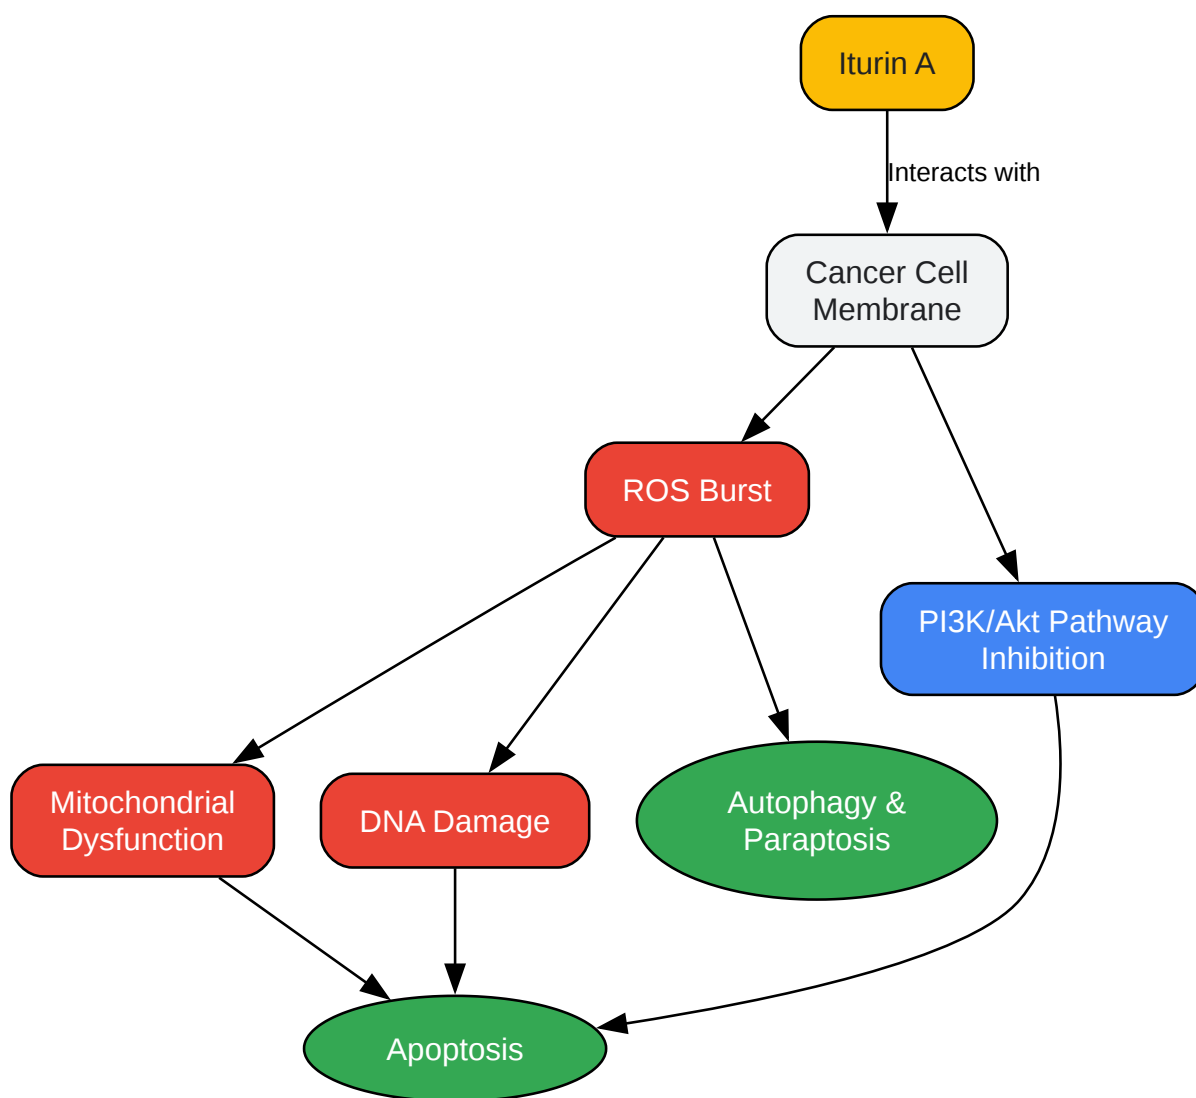 Iturin A
Interacts with
Cancer Cell
Membrane
ROS Burst
PI3K/Akt Pathway
Inhibition
Mitochondrial
Dysfunction
DNA Damage
Autophagy &
Paraptosis
Apoptosis